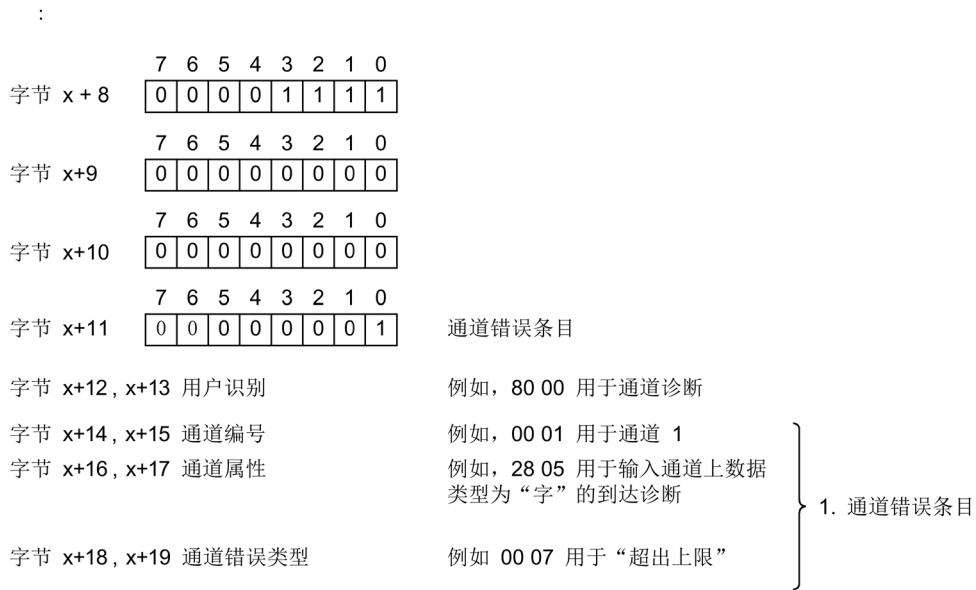 :
7 6 5 4 3 2 1 0
字节 x + 8 0 0 0 0 1 1 1 1
7 6 5 4 3 2 1 0
字节 x+9 0 0 0 0 0 0 0 0
7 6 5 4 3 2 1 0
字节 x+10 0 0 0 0 0 0 0 0
7 6 5 4 3 2 1 0
字节 x+11 0 0 0 0 0 0 0 1 通道错误条目
字节 x+12 , x+13 用户识别 例如，80 00 用于通道诊断
字节 x+14 , x+15 通道编号 例如，00 01 用于通道 1
字节 x+16 , x+17 通道属性 例如，28 05 用于输入通道上数据
类型为“字”的到达诊断
1. 通道错误条目
字节 x+18 , x+19 通道错误类型 例如 00 07 用于“超出上限”